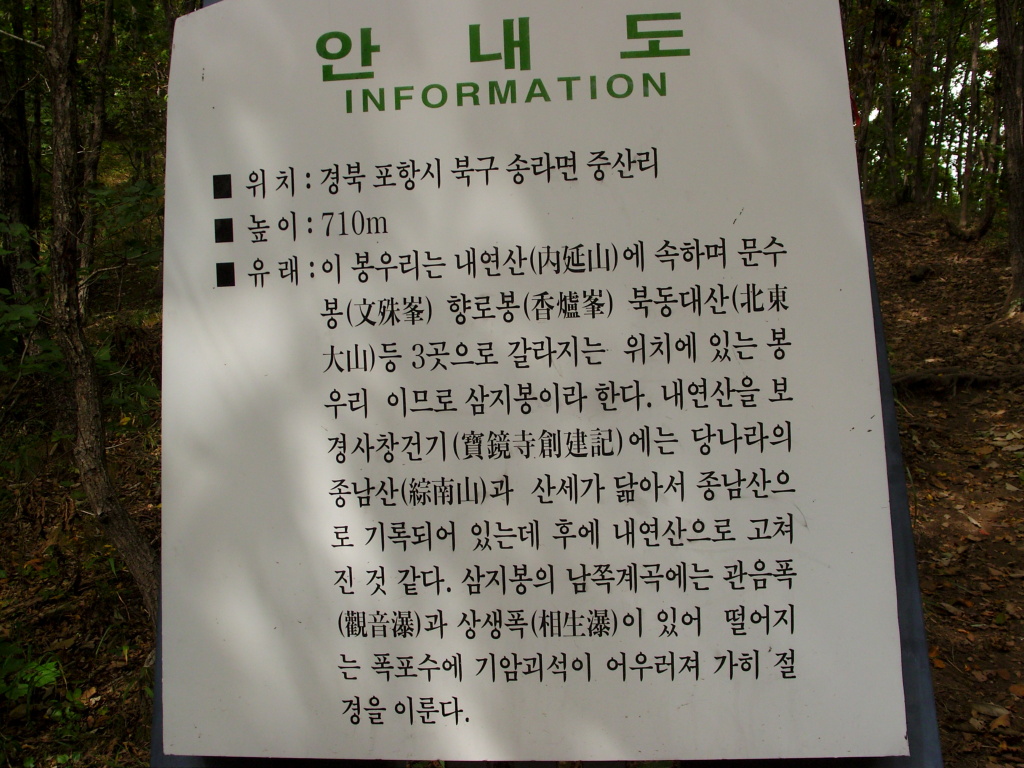 안내도
INFORMATION
■ 위치 : 경북 포항시 북구 송라면 중산리
■ 높이 : 710m
■ 유래 : 이 봉우리는 내연산(內延山)에 속하며 문수
봉(文殊峯) 향로봉(香爐峯) 북동대산(北東
大山)등 3곳으로 갈라지는 위치에 있는 봉
우리 이므로 삼지봉이라 한다. 내연산을 보
경사창건기(寶鏡寺創建記)에는 당나라의
종남산(綜南山)과 산세가 닮아서 종남산으
로 기록되어 있는데 후에 내연산으로 고쳐
진 것 같다. 삼지봉의 남쪽계곡에는 관음폭
(觀音瀑)과 상생폭(相生瀑)이 있어 떨어지
는 폭포수에 기암괴석이 어우러져 가히 절
경을 이룬다.